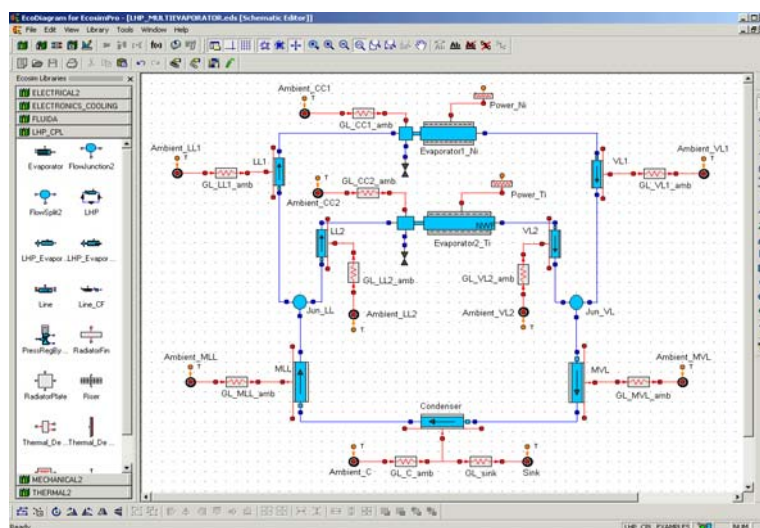 EcoDiagram for EcosimPro - [LHP_MULTIEVAPORATOR.eds [Schematic Editor]]
File Edit View Library Tools Window Help
f(x)
Ecosim Libraries
ELECTRICAL2
ELECTRONICS_COOLING
FLUIDA
LHP_CPL
Evaporator FlowJunction2
FlowSplit2 LHP
LHP_Evapor ... LHP_Evapor ...
Line Line_CF
PressRegBy... RadiatorFin
RadiatorPlate Riser
Thermal_De ... Thermal_De ...
MECHANICAL2
THERMAL2
Ambient_CC1
T
GL_CC1_amb
Power_Ni
Evaporator1_Ni
Ambient_LL1
T
GL_LL1_amb
LL1
VL1
GL_VL1_amb
Ambient_VL1
T
GL_CC2_amb
T
Ambient_CC2
Power_Ti
Evaporator2_Ti
LL2
VL2
GL_LL2_amb
GL_VL2_amb
Jun_LL
Ambient_LL2
T
Ambient_VL2
T
Jun_VL
Ambient_MLL
T
GL_MLL_amb
MLL
MVL
GL_MVL_amb
Ambient_MVL
T
Condenser
T
Ambient_C
GL_C_amb
GL_sink
Sink
T
Ready
LHP_CPL_EXAMPLES
NUM